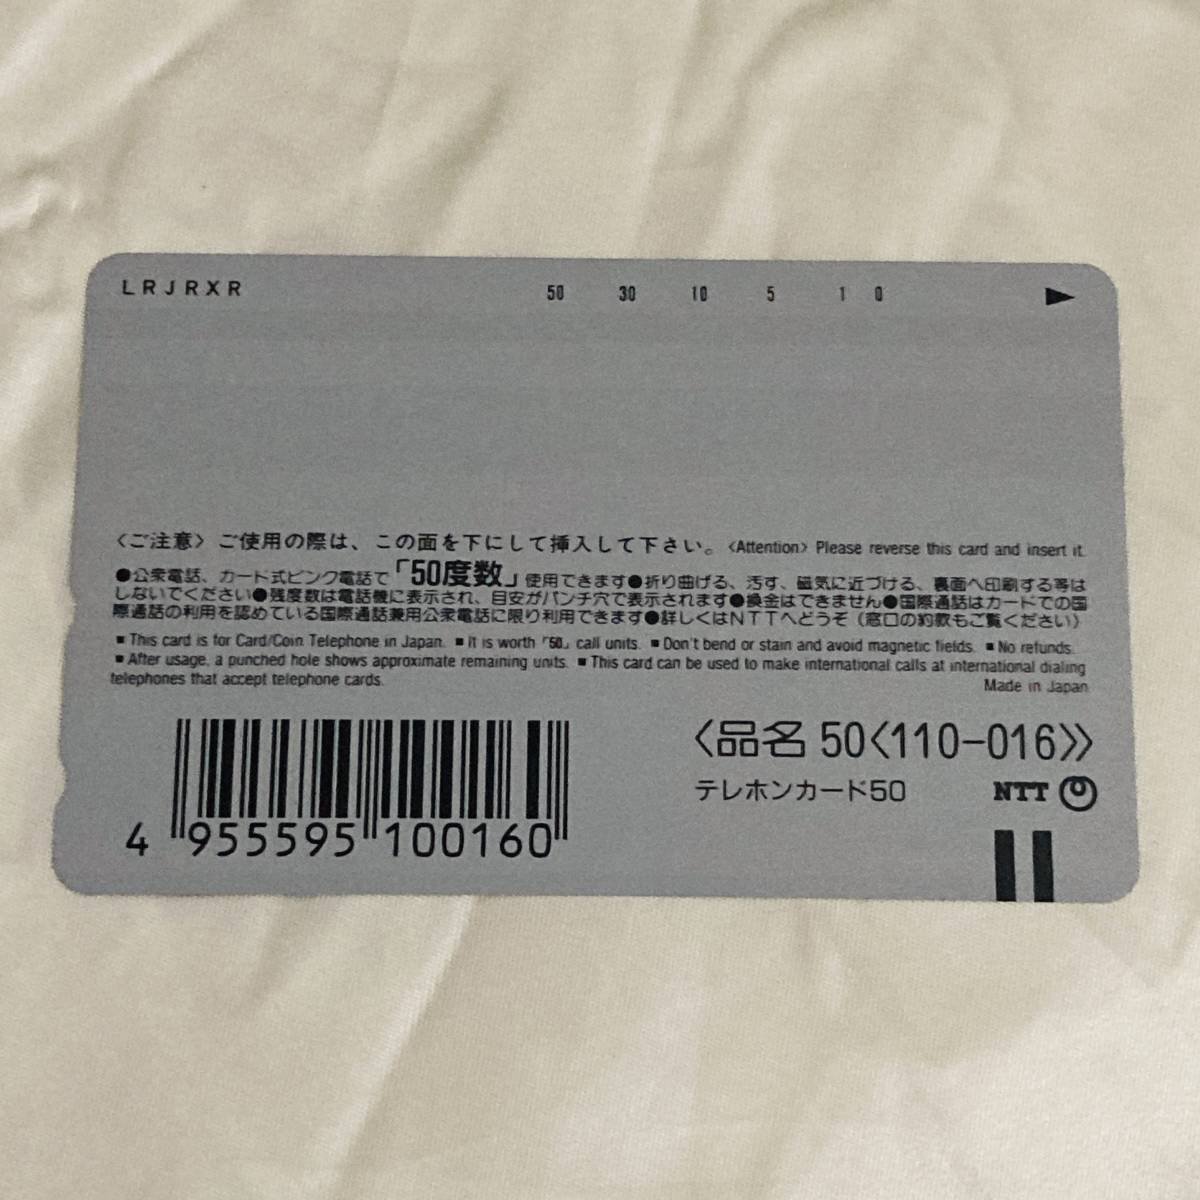 LRJRXR
50 30 10 5 1 0
〈ご注意〉ご使用の際は、この面を下にして挿入して下さい。〈Attention〉Please reverse this card and insert it.
●公衆電話、カード式ピンク電話で「50度数」使用できます●折り曲げる、汚す、磁気に近づける、裏面へ印刷する等は
しないでください●残度数は電話機に表示され、目安がパンチ穴で表示されます●換金はできません●国際通話はカードでの国
際通話の利用を認めている国際通話兼用公衆電話に限り利用できます●詳しくはNTTへどうぞ（窓口の約款もご覧ください）
■This card is for Card/Coin Telephone in Japan. ■It is worth「50」call units. ■Don't bend or stain and avoid magnetic fields. ■No refunds.
■After usage, a punched hole shows approximate remaining units. ■This card can be used to make international calls at international dialing
telephones that accept telephone cards.
Made in Japan
〈品名 50〈110-016〉〉
テレホンカード50
NTT
4 955595 100160